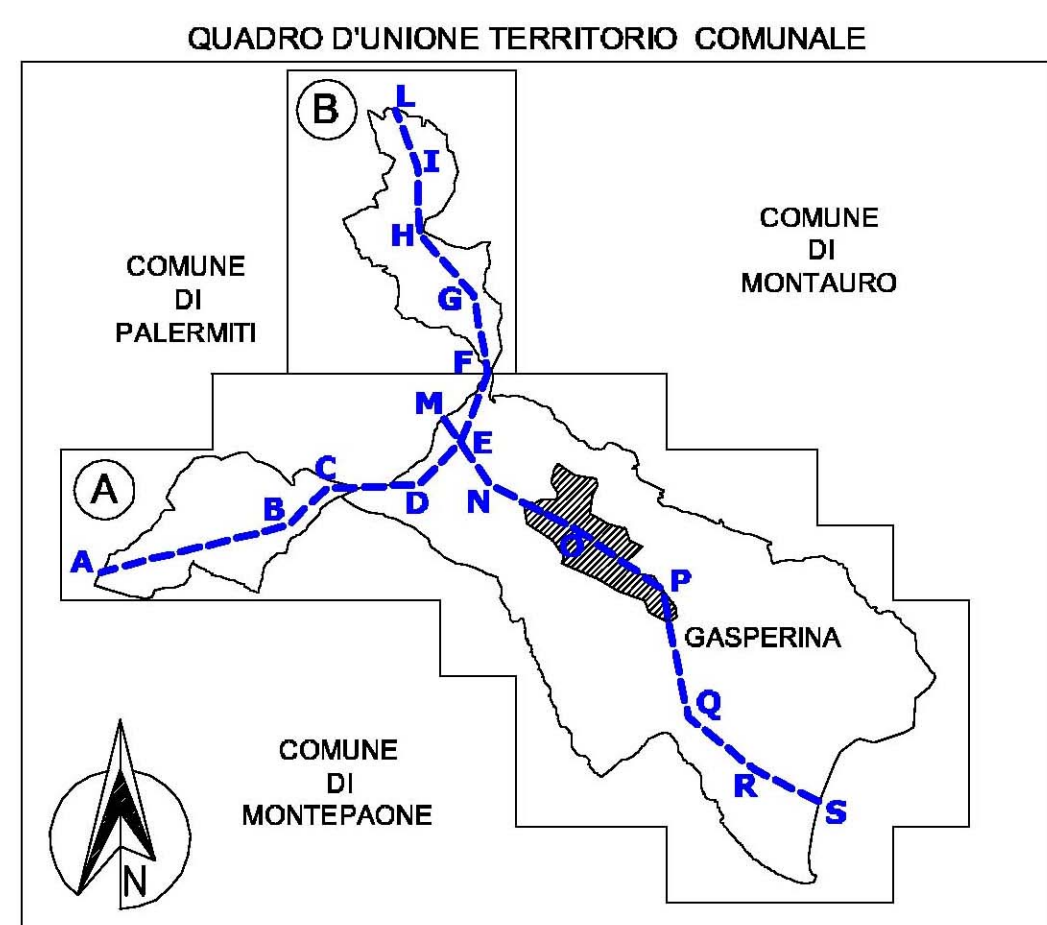 QUADRO D'UNIONE TERRITORIO COMUNALE
B
L
I
H
G
F
COMUNE
DI
PALERMITI
COMUNE
DI
MONTAURO
M
E
A
C
D
B
A
N
O
P
GASPERINA
Q
R
S
COMUNE
DI
MONTEPAONE
N